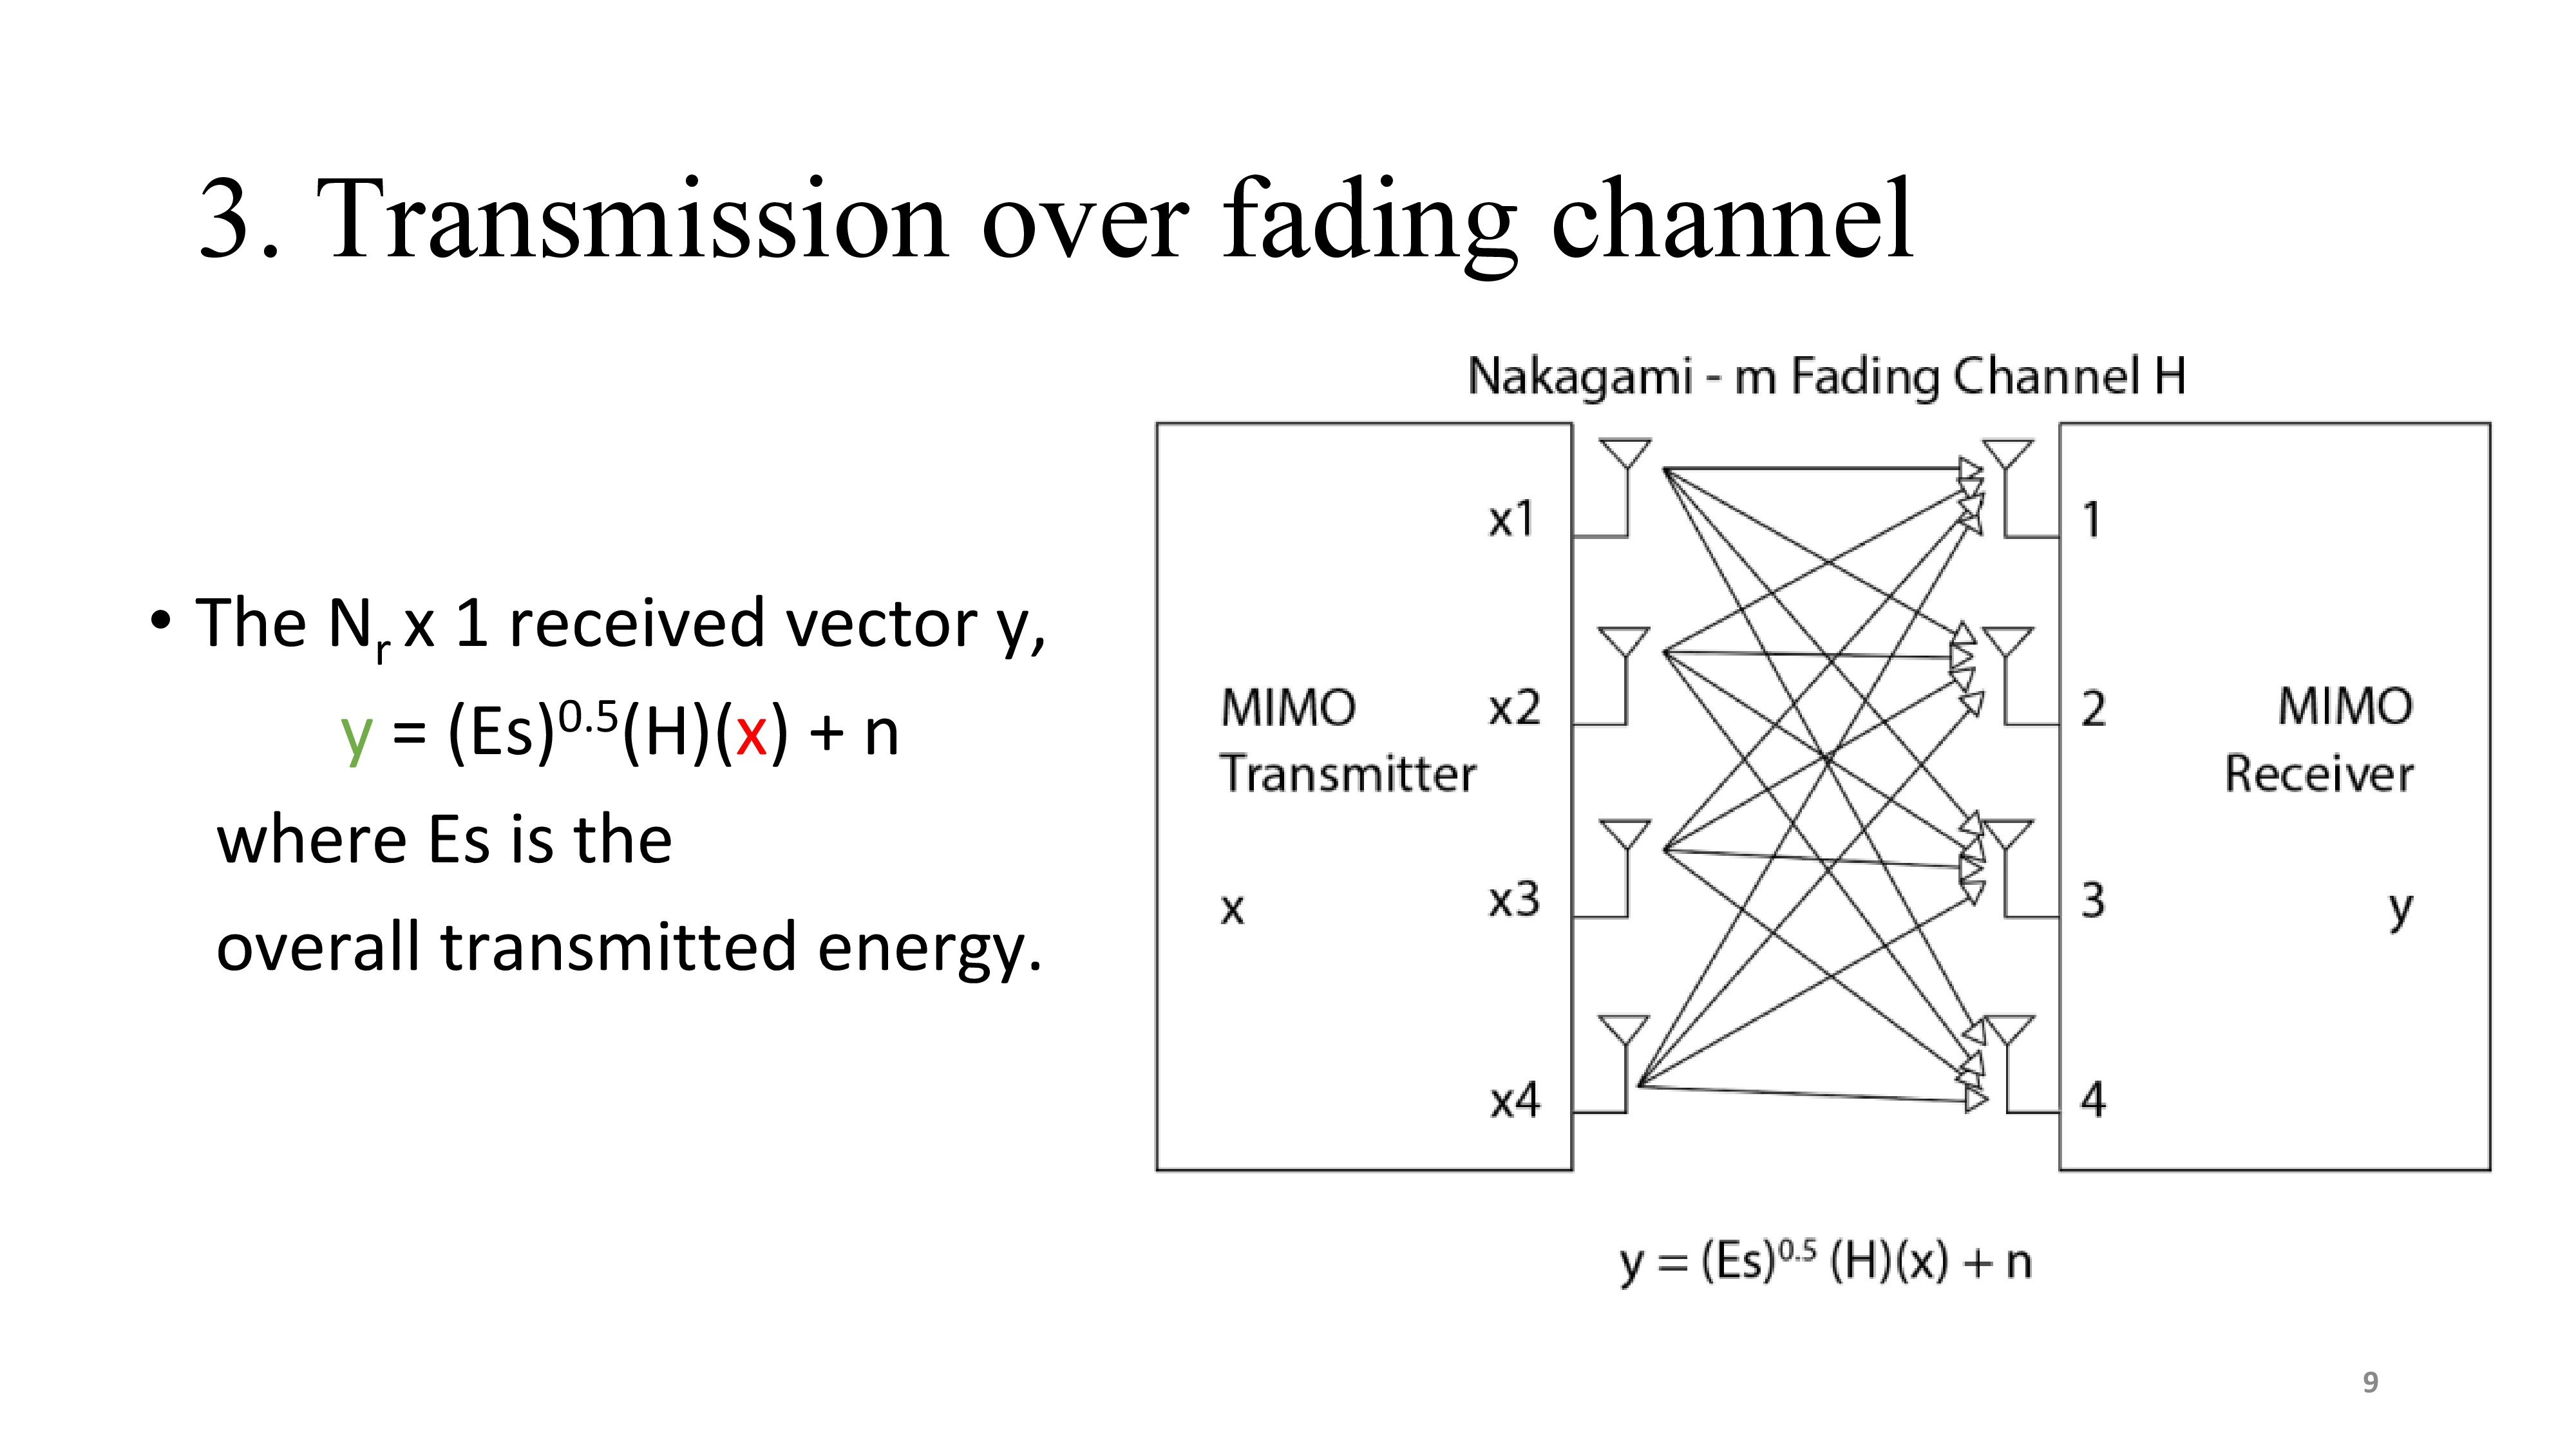 3. Transmission over fading channel
• The Nr x 1 received vector y,
y = (Es)^0.5(H)(x) + n
where Es is the
overall transmitted energy.
Nakagami - m Fading Channel H
MIMO
Transmitter
x
x1
x2
x3
x4
1
2
3
4
MIMO
Receiver
y
y = (Es)^0.5 (H)(x) + n
9